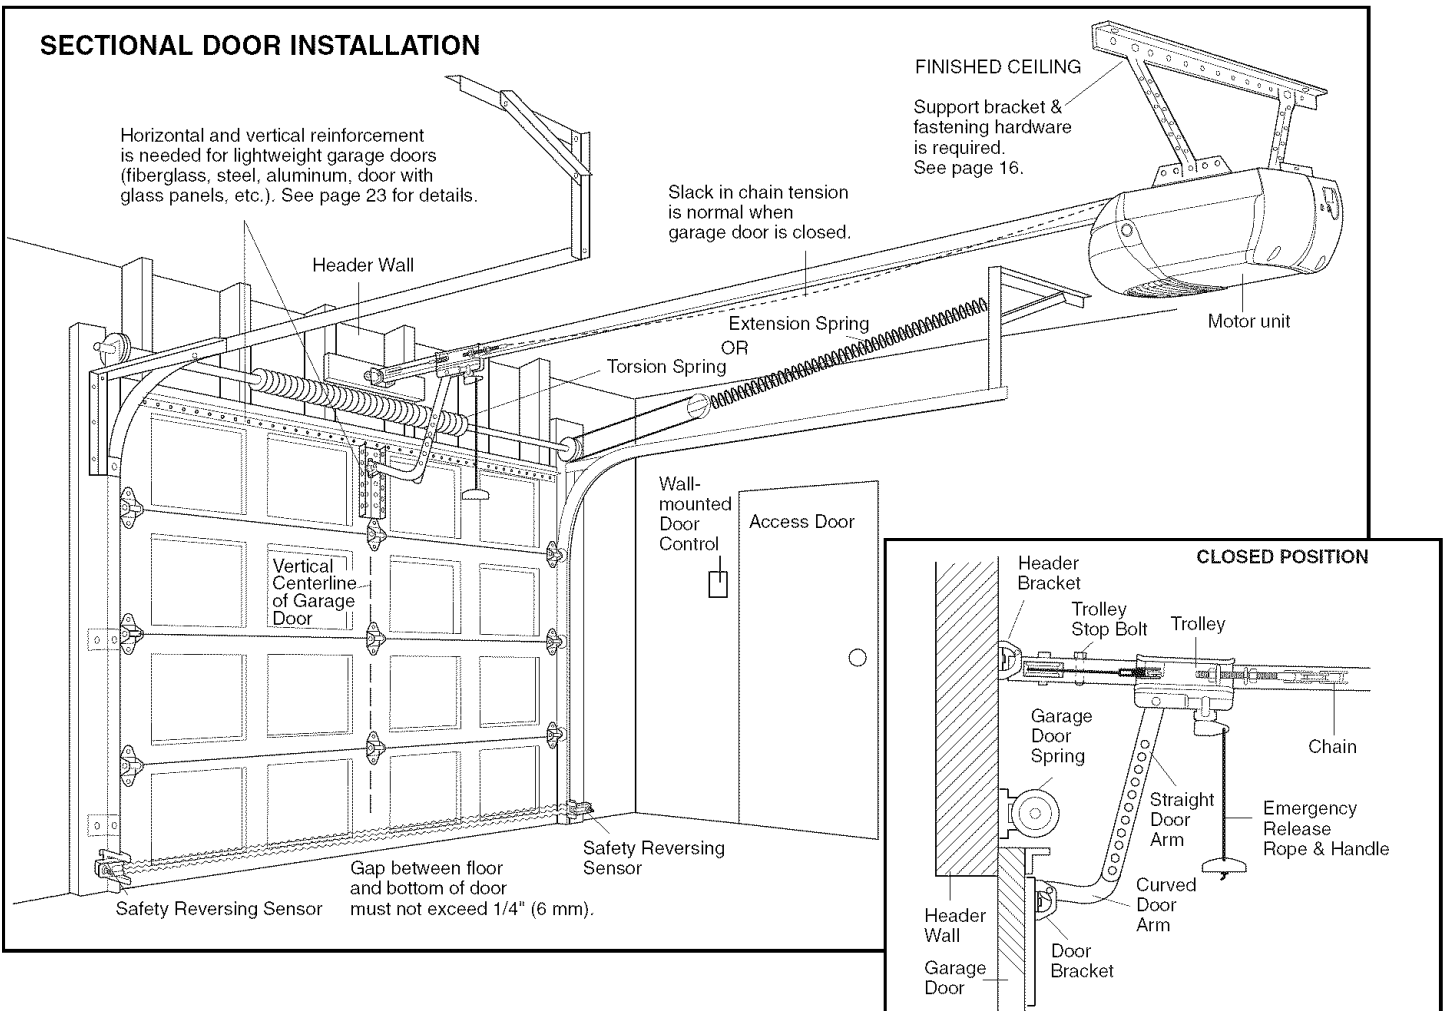 SECTIONAL DOOR INSTALLATION
FINISHED CEILING
Support bracket &
fastening hardware
is required.
See page 16.
Horizontal and vertical reinforcement
is needed for lightweight garage doors
(fiberglass, steel, aluminum, door with
glass panels, etc.). See page 23 for details.
Slack in chain tension
is normal when
garage door is closed.
Header Wall
Motor unit
Extension Spring
OR
Torsion Spring
Wall-
mounted
Door
Control
Access Door
Vertical
Centerline
of Garage
Door
Safety Reversing
Sensor
Gap between floor
and bottom of door
must not exceed 1/4" (6 mm).
Safety Reversing Sensor
CLOSED POSITION
Header
Bracket
Trolley
Stop Bolt
Trolley
Garage
Door
Spring
Chain
Straight
Door
Arm
Emergency
Release
Rope & Handle
Curved
Door
Arm
Header
Wall
Door
Bracket
Garage
Door